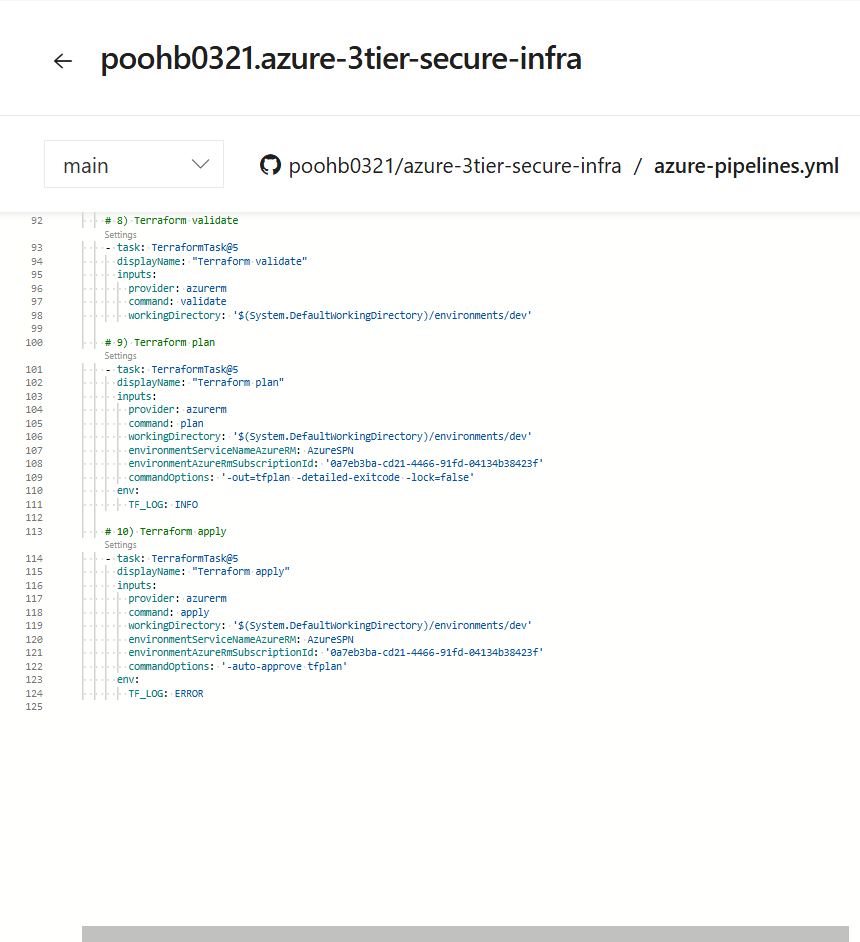 poohb0321.azure-3tier-secure-infra
main
poohb0321/azure-3tier-secure-infra / azure-pipelines.yml
92 # 8) Terraform validate
Settings
93 - task: TerraformTask@5
94 displayName: "Terraform validate"
95 inputs:
96 provider: azurerm
97 command: validate
98 workingDirectory: '$(System.DefaultWorkingDirectory)/environments/dev'
99
100 # 9) Terraform plan
Settings
101 - task: TerraformTask@5
102 displayName: "Terraform plan"
103 inputs:
104 provider: azurerm
105 command: plan
106 workingDirectory: '$(System.DefaultWorkingDirectory)/environments/dev'
107 environmentServiceNameAzureRM: AzureSPN
108 environmentAzureRmSubscriptionId: '0a7eb3ba-cd21-4466-91fd-04134b38423f'
109 commandOptions: '-out=tfplan -detailed-exitcode -lock=false'
110 env:
111 TF_LOG: INFO
112
113 # 10) Terraform apply
Settings
114 - task: TerraformTask@5
115 displayName: "Terraform apply"
116 inputs:
117 provider: azurerm
118 command: apply
119 workingDirectory: '$(System.DefaultWorkingDirectory)/environments/dev'
120 environmentServiceNameAzureRM: AzureSPN
121 environmentAzureRmSubscriptionId: '0a7eb3ba-cd21-4466-91fd-04134b38423f'
122 commandOptions: '-auto-approve tfplan'
123 env:
124 TF_LOG: ERROR
125